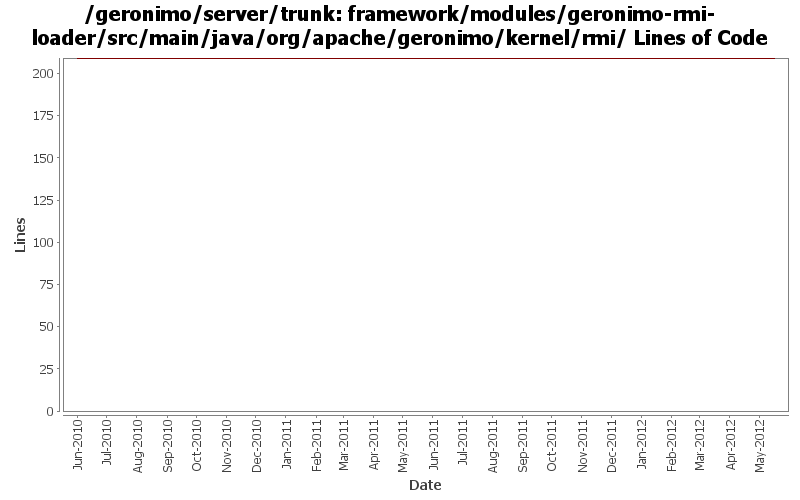 /geronimo/server/trunk: framework/modules/geronimo-rmi-
loader/src/main/java/org/apache/geronimo/kernel/rmi/ Lines of Code
Lines
200
175
150
125
100
75
50
25
0
Jun-2010
Jul-2010
Aug-2010
Sep-2010
Oct-2010
Nov-2010
Dec-2010
Jan-2011
Feb-2011
Mar-2011
Apr-2011
May-2011
Jun-2011
Jul-2011
Aug-2011
Sep-2011
Oct-2011
Nov-2011
Dec-2011
Jan-2012
Feb-2012
Mar-2012
Apr-2012
May-2012
Date